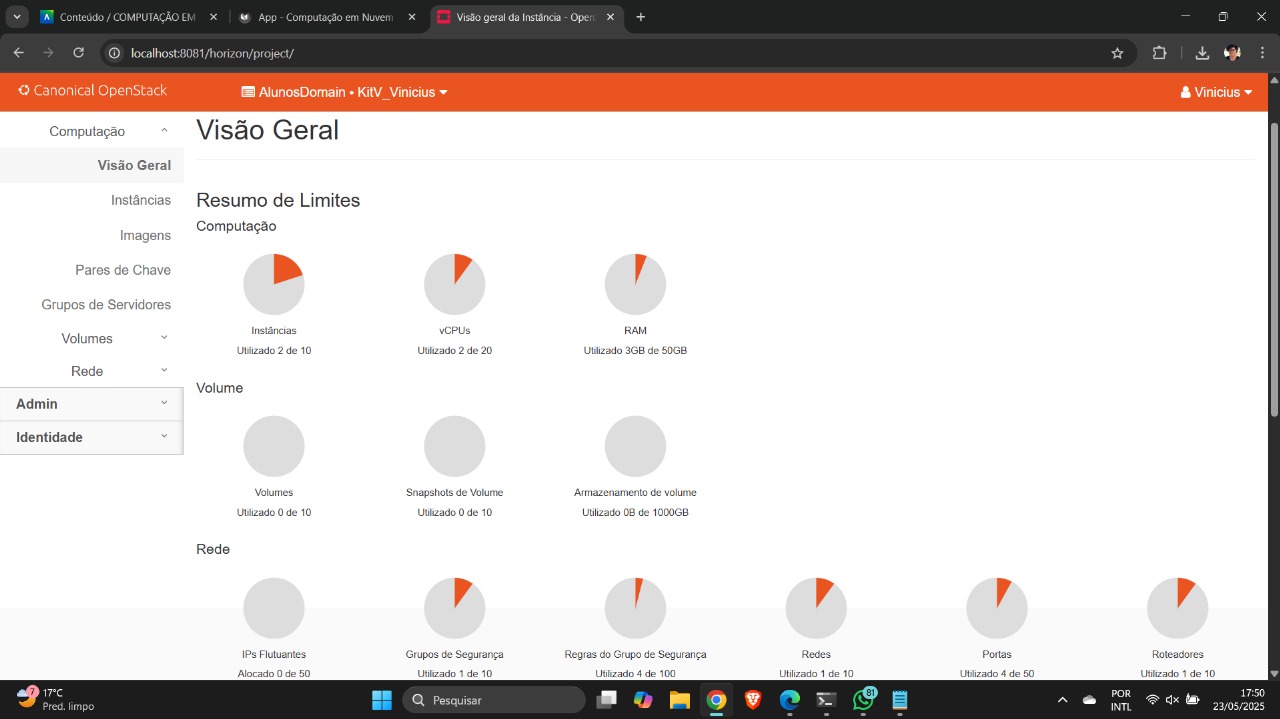 Conteúdo / COMPUTAÇÃO EM
App - Computação em Nuvem
Visão geral da Instância - Open
localhost:8081/horizon/project/
Canonical OpenStack
AlunosDomain • KitV_Vinicius
Vinicius
Computação
Visão Geral
Instâncias
Imagens
Pares de Chave
Grupos de Servidores
Volumes
Rede
Admin
Identidade
Visão Geral
Resumo de Limites
Computação
Instâncias
Utilizado 2 de 10
vCPUs
Utilizado 2 de 20
RAM
Utilizado 3GB de 50GB
Volume
Volumes
Utilizado 0 de 10
Snapshots de Volume
Utilizado 0 de 10
Armazenamento de volume
Utilizado 0B de 1000GB
Rede
IPs Flutuantes
Alocado 0 de 50
Grupos de Segurança
Utilizado 1 de 10
Regras do Grupo de Segurança
Utilizado 4 de 100
Redes
Utilizado 1 de 10
Portas
Utilizado 4 de 50
Roteadores
Utilizado 1 de 10
7
17°C
Pred. limpo
Pesquisar
81
POR
INTL
17:50
23/05/2025